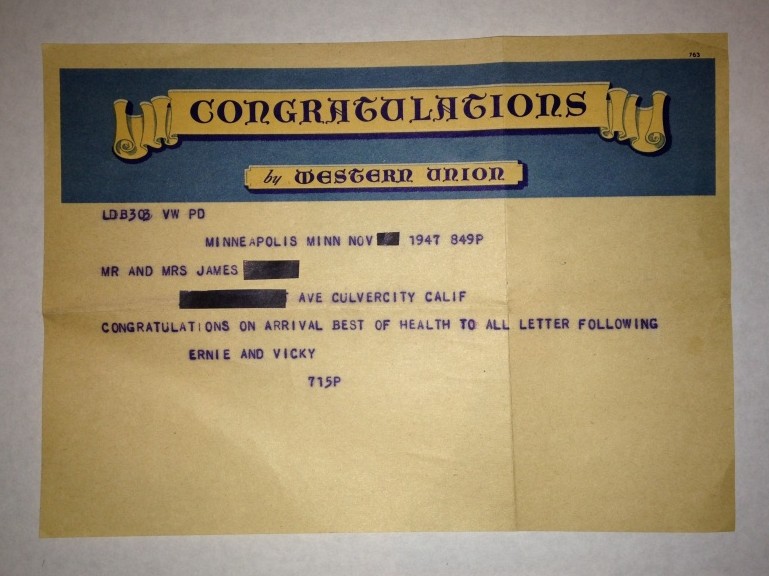 763
CONGRATULATIONS
by WESTERN UNION
LDB303 VW PD
MINNEAPOLIS MINN NOV 1947 849P
MR AND MRS JAMES
AVE CULVERCITY CALIF
CONGRATULATIONS ON ARRIVAL BEST OF HEALTH TO ALL LETTER FOLLOWING
ERNIE AND VICKY
715P